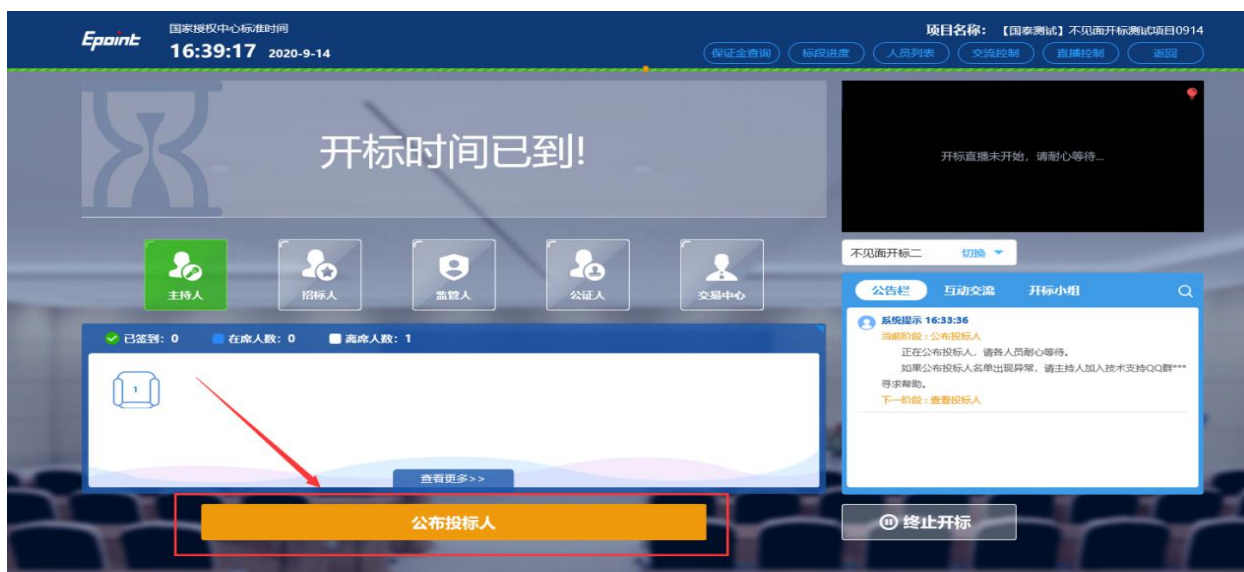 Epoint
国家授权中心标准时间
16:39:17 2020-9-14
项目名称： 【国泰测试】不见面开标测试项目0914
保证金查询
标段进度
人员列表
交流控制
直播控制
返回
开标时间已到!
开标直播未开始，请耐心等待...
主持人
招标人
监管人
公证人
交易中心
不见面开标二 切换
已签到：0 在席人数：0 离席人数：1
1
查看更多>>
公告栏 互动交流 开标小组
系统提示 16:33:36
当前阶段：公布投标人
正在公布投标人，请各人员耐心等待。
如果公布投标人名单出现异常，请主持人加入技术支持QQ群***
寻求帮助。
下一阶段：查看投标人
公布投标人
终止开标